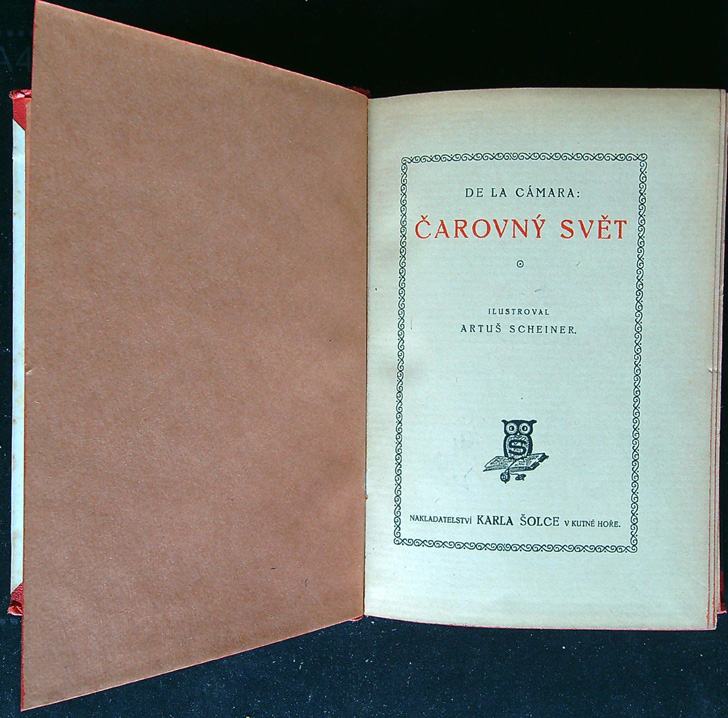 DE LA CÁMARA:
ČAROVNÝ SVĚT
ILUSTROVAL
ARTUŠ SCHEINER.
NAKLADATELSTVÍ KARLA ŠOLCE V KUTNÉ HOŘE.